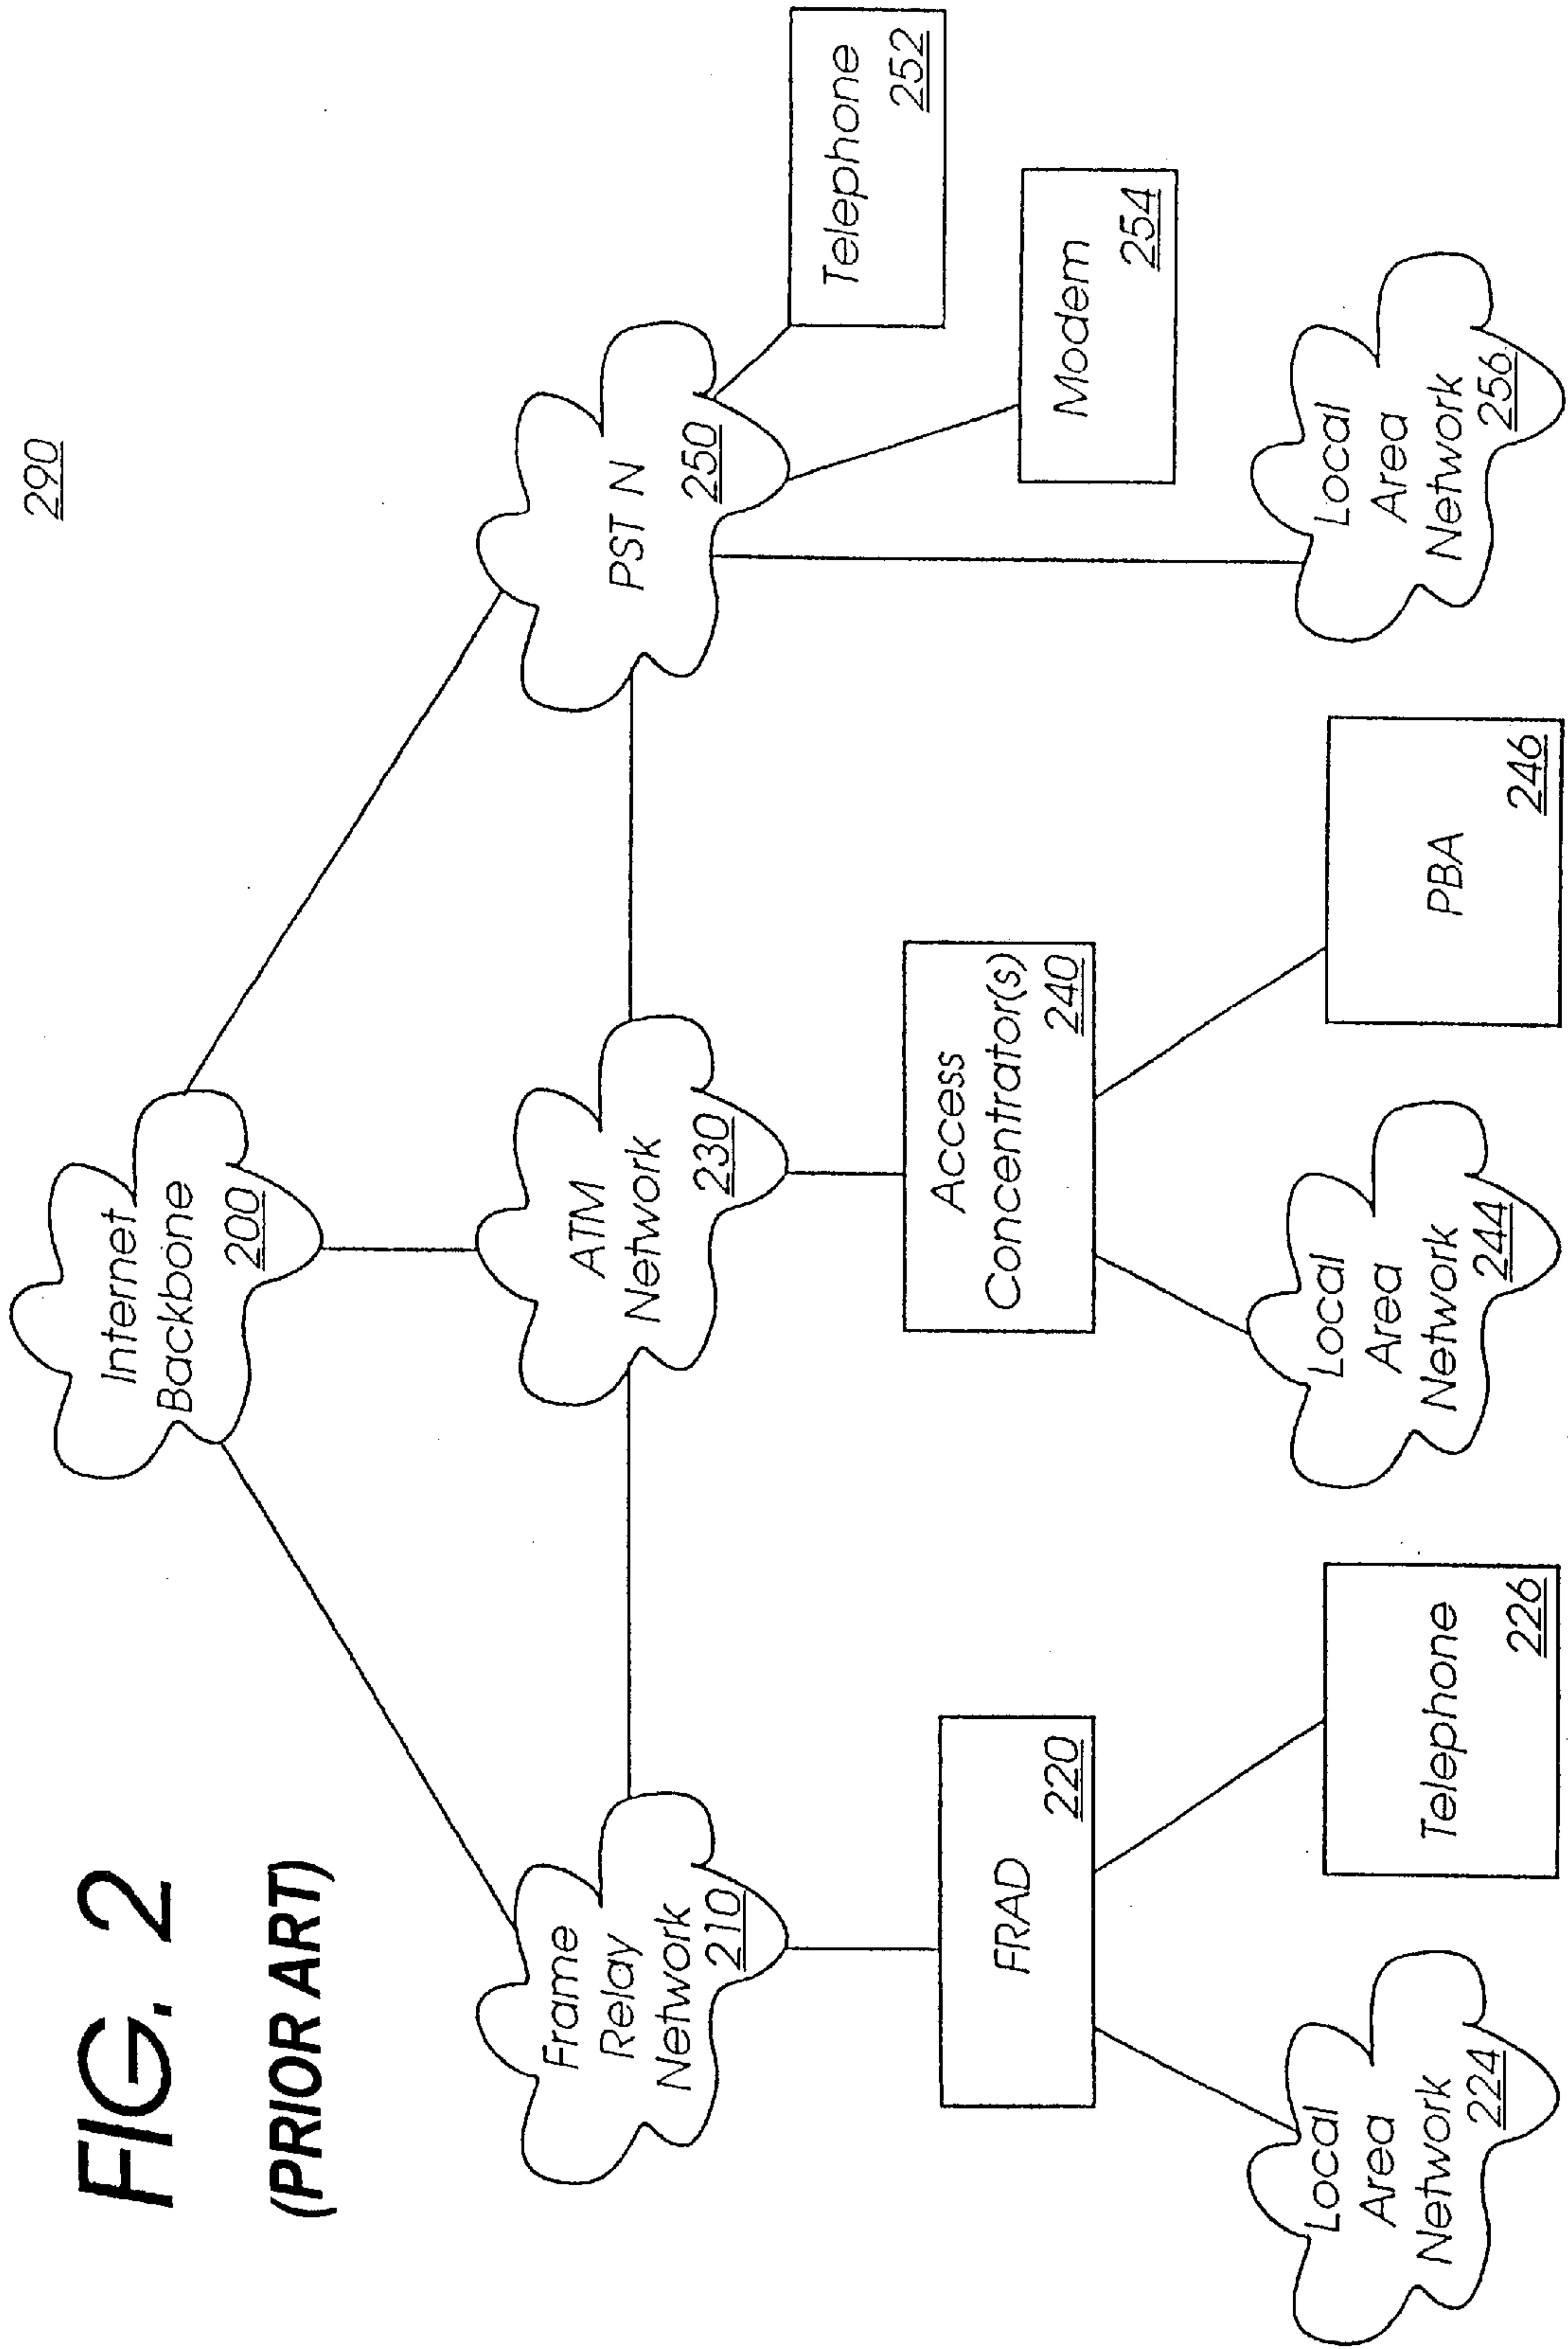 FIG. 2
(PRIOR ART)
290
Internet
Backbone
200
Frame
Relay
Network
210
ATM
Network
230
PST N
250
Telephone
252
Modem
254
FRAD
220
Access
Concentrator(s)
240
Local
Area
Network
224
Telephone
226
Local
Area
Network
244
PBA
246
Local
Area
Network
256